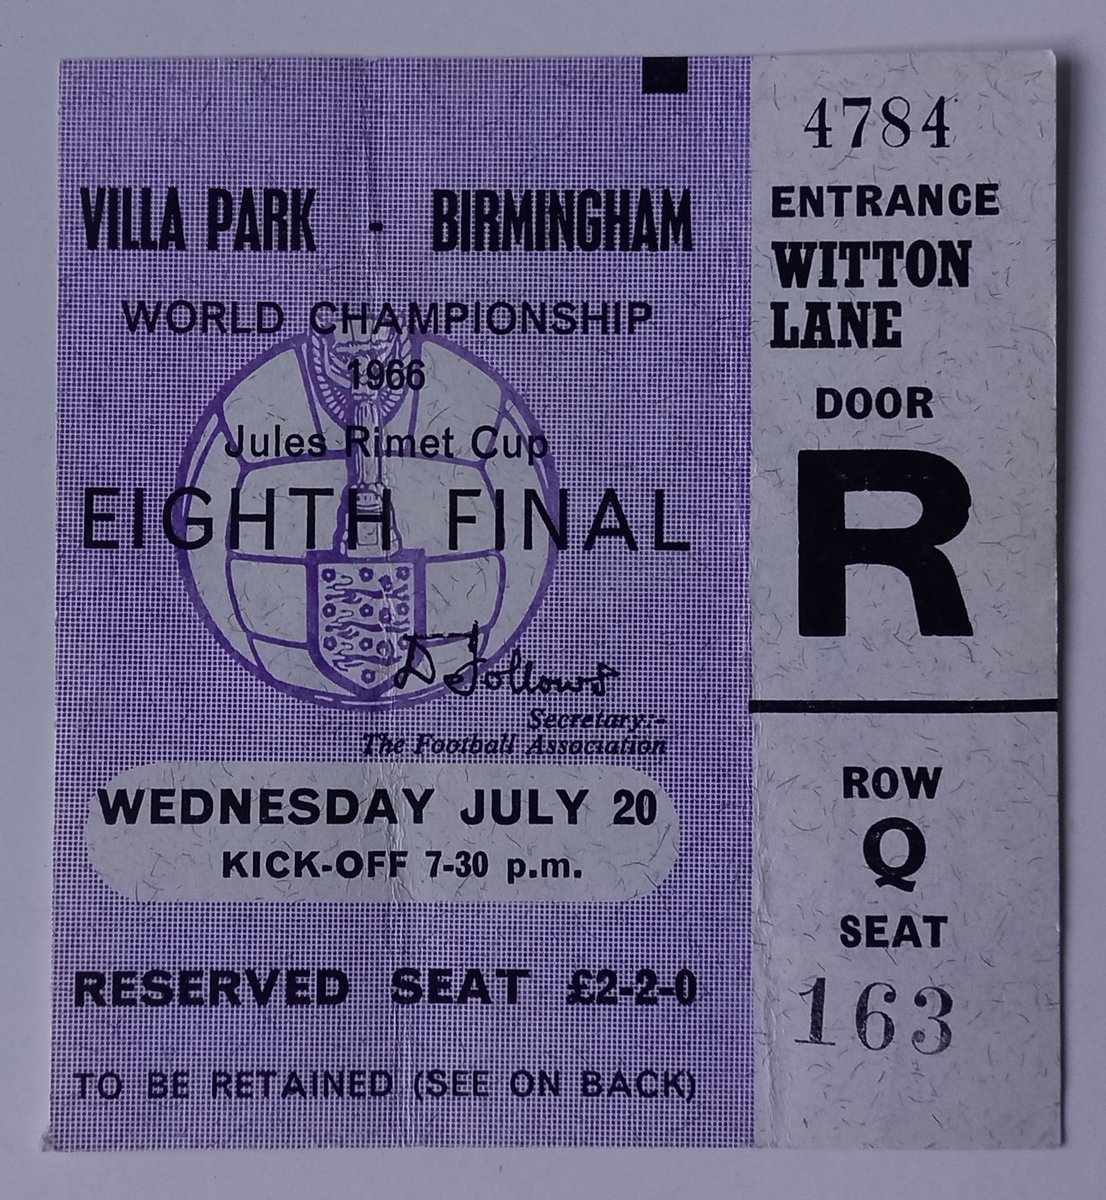 VILLA PARK - BIRMINGHAM
WORLD CHAMPIONSHIP
1966
Jules Rimet Cup
EIGHTH FINAL
D Follows
Secretary:-
The Football Association
WEDNESDAY JULY 20
KICK-OFF 7-30 p.m.
RESERVED SEAT £2-2-0
TO BE RETAINED (SEE ON BACK)
4784
ENTRANCE
WITTON
LANE
DOOR
R
ROW
Q
SEAT
163